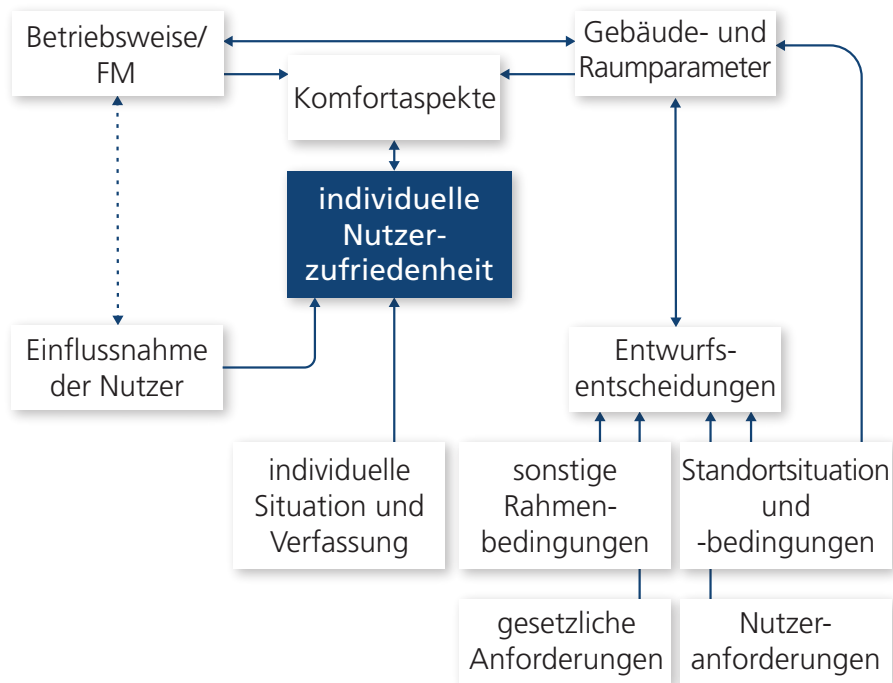 Betriebsweise/
FM
Gebäude- und
Raumparameter
Komfortaspekte
individuelle
Nutzer-
zufriedenheit
Einflussnahme
der Nutzer
Entwurfs-
entscheidungen
individuelle
Situation und
Verfassung
sonstige
Rahmen-
bedingungen
Standortsituation
und
-bedingungen
gesetzliche
Anforderungen
Nutzer-
anforderungen